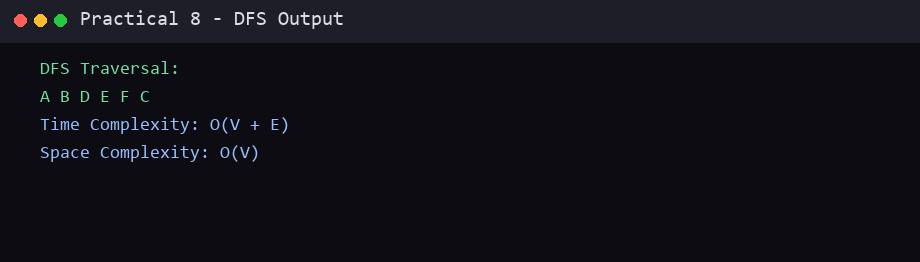 Practical 8 - DFS Output
DFS Traversal:
A B D E F C
Time Complexity: O(V + E)
Space Complexity: O(V)